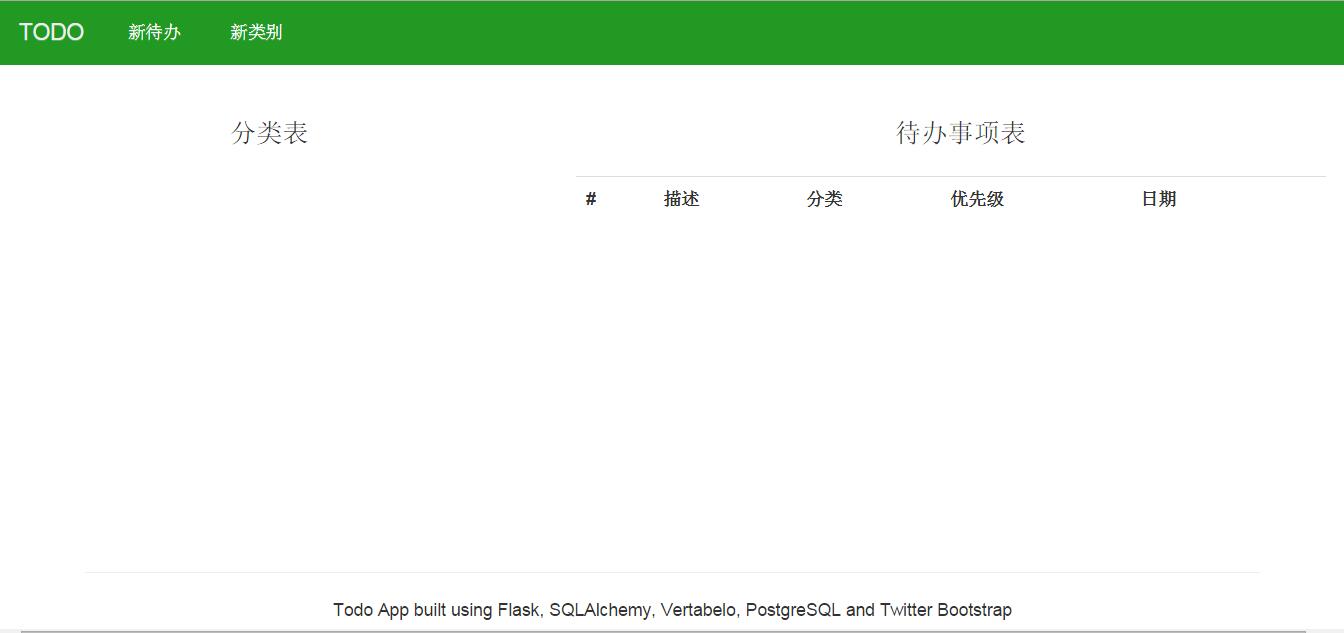 TODO 新待办 新类别
分类表
待办事项表
# 描述 分类 优先级 日期
Todo App built using Flask, SQLAlchemy, Vertabelo, PostgreSQL and Twitter Bootstrap